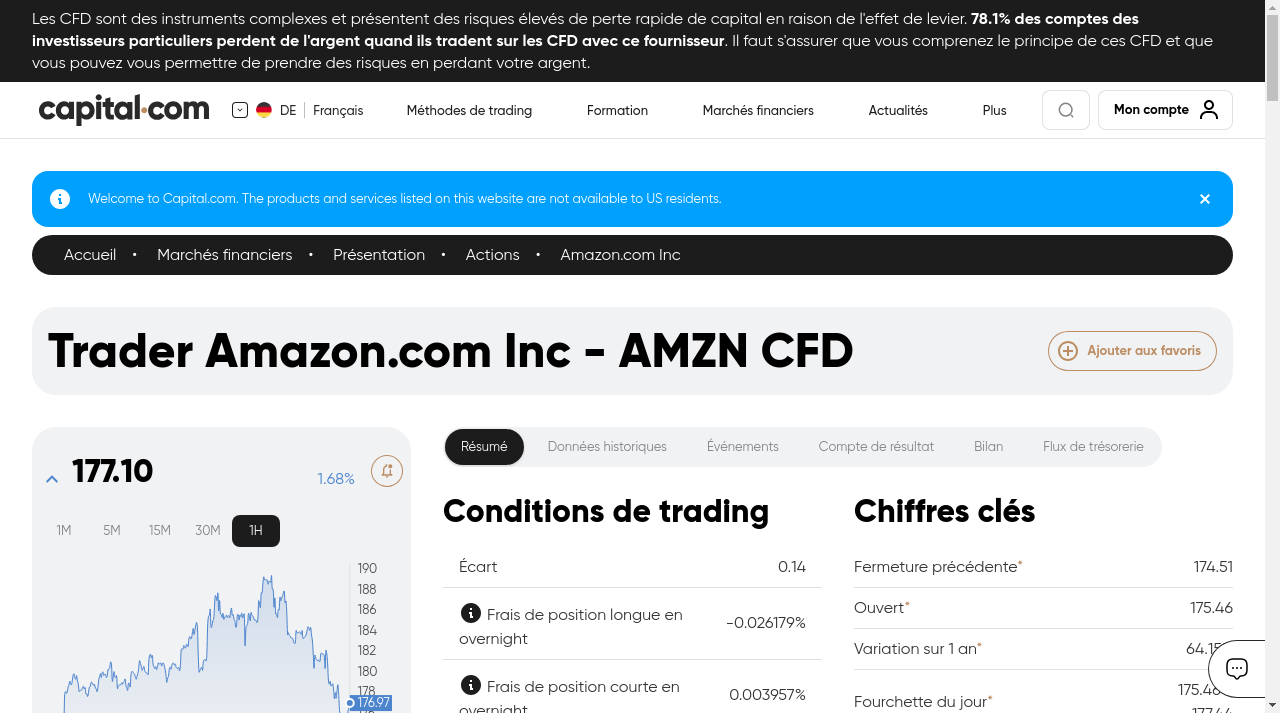 Les CFD sont des instruments complexes et présentent des risques élevés de perte rapide de capital en raison de l'effet de levier. 78.1% des comptes des
investisseurs particuliers perdent de l'argent quand ils tradent sur les CFD avec ce fournisseur. Il faut s'assurer que vous comprenez le principe de ces CFD et que
vous pouvez vous permettre de prendre des risques en perdant votre argent.
capital.com DE Français Méthodes de trading Formation Marchés financiers Actualités Plus Mon compte
Welcome to Capital.com. The products and services listed on this website are not available to US residents.
Accueil • Marchés financiers • Présentation • Actions • Amazon.com Inc
Trader Amazon.com Inc - AMZN CFD
Ajouter aux favoris
177.10
1.68%
1M 5M 15M 30M 1H
190
188
186
184
182
180
178
176.97
Résumé Données historiques Événements Compte de résultat Bilan Flux de trésorerie
Conditions de trading
Écart 0.14
Frais de position longue en
overnight
-0.026179%
Frais de position courte en
overnight
0.003957%
Chiffres clés
Fermeture précédente* 174.51
Ouvert* 175.46
Variation sur 1 an* 64.15
Fourchette du jour* 175.46
177.44